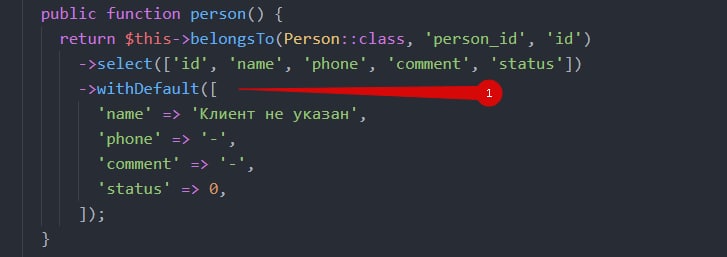 public function person() {
return $this->belongsTo(Person::class, 'person_id', 'id')
->select(['id', 'name', 'phone', 'comment', 'status'])
->withDefault([
1
'name' => 'Клиент не указан',
'phone' => '-',
'comment' => '-',
'status' => 0,
]);
}